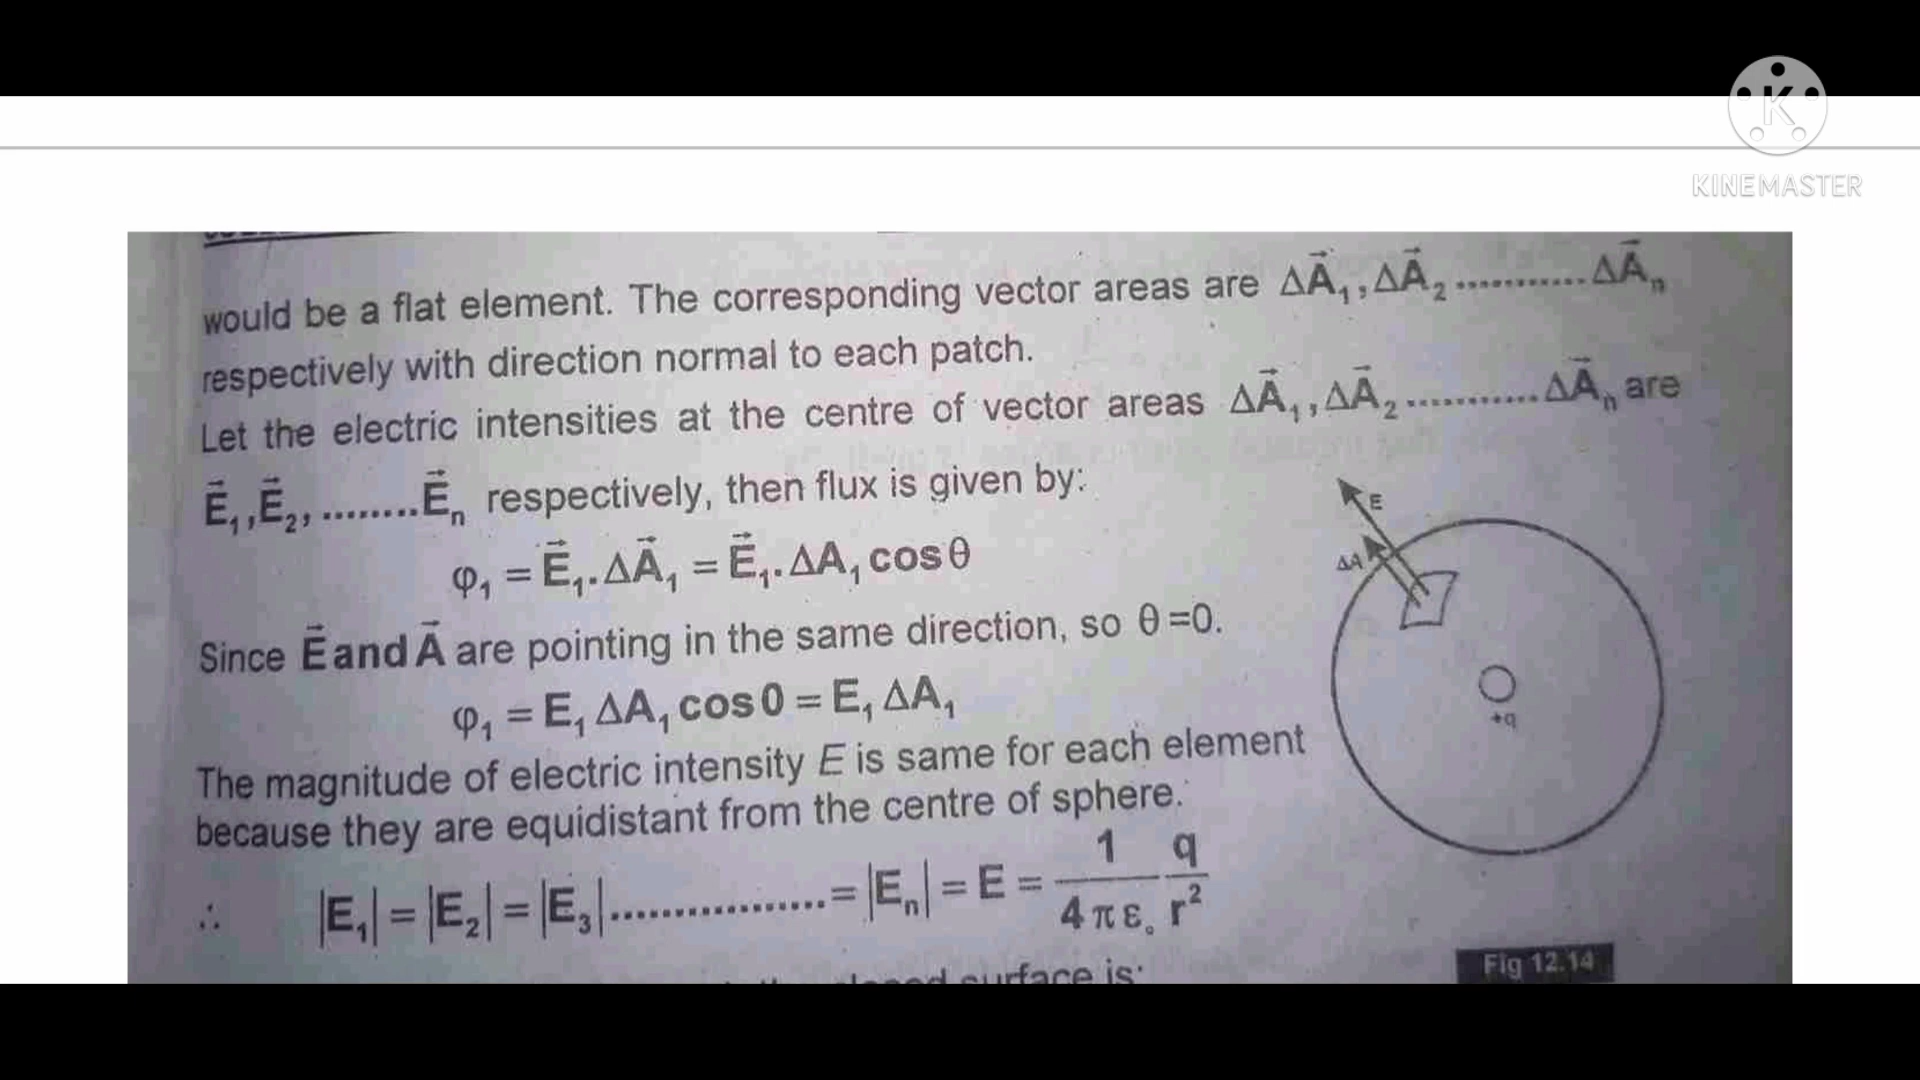 K
KINEMASTER
would be a flat element. The corresponding vector areas are ΔA⃗₁, ΔA⃗₂ ............ ΔA⃗ₙ
respectively with direction normal to each patch.
Let the electric intensities at the centre of vector areas ΔA⃗₁, ΔA⃗₂ ............ ΔA⃗ₙ are
E⃗₁, E⃗₂, ........ E⃗ₙ respectively, then flux is given by:
φ₁ = E⃗₁. ΔA⃗₁ = E⃗₁. ΔA₁ cosθ
Since E⃗ and A⃗ are pointing in the same direction, so θ =0.
φ₁ = E₁ ΔA₁ cos0 = E₁ ΔA₁
The magnitude of electric intensity E is same for each element
because they are equidistant from the centre of sphere.
∴ |E₁| = |E₂| = |E₃| ................. = |Eₙ| = E = 1/4πε₀ q/r²
surface is:
E
ΔA
+q
Fig 12.14